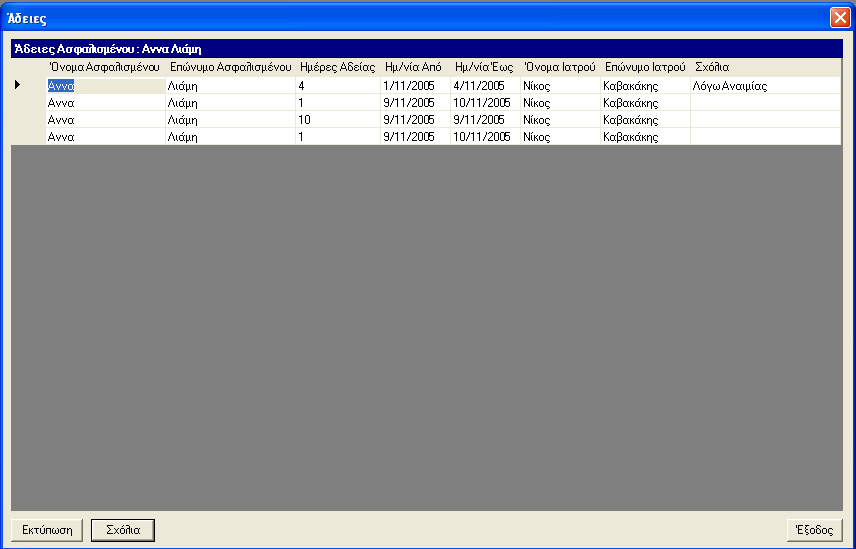 Άδειες
Άδειες Ασφαλισμένου : Αννα Λιάμη
Όνομα Ασφαλισμένου Επώνυμο Ασφαλισμένου Ημέρες Αδείας Ημ/νία Από Ημ/νία Έως Όνομα Ιατρού Επώνυμο Ιατρού Σχόλια
Αννα Λιάμη 4 1/11/2005 4/11/2005 Νίκος Καβακάκης Λόγω Αναιμίας
Αννα Λιάμη 1 9/11/2005 10/11/2005 Νίκος Καβακάκης
Αννα Λιάμη 10 9/11/2005 9/11/2005 Νίκος Καβακάκης
Αννα Λιάμη 1 9/11/2005 10/11/2005 Νίκος Καβακάκης
Εκτύπωση Σχόλια Έξοδος